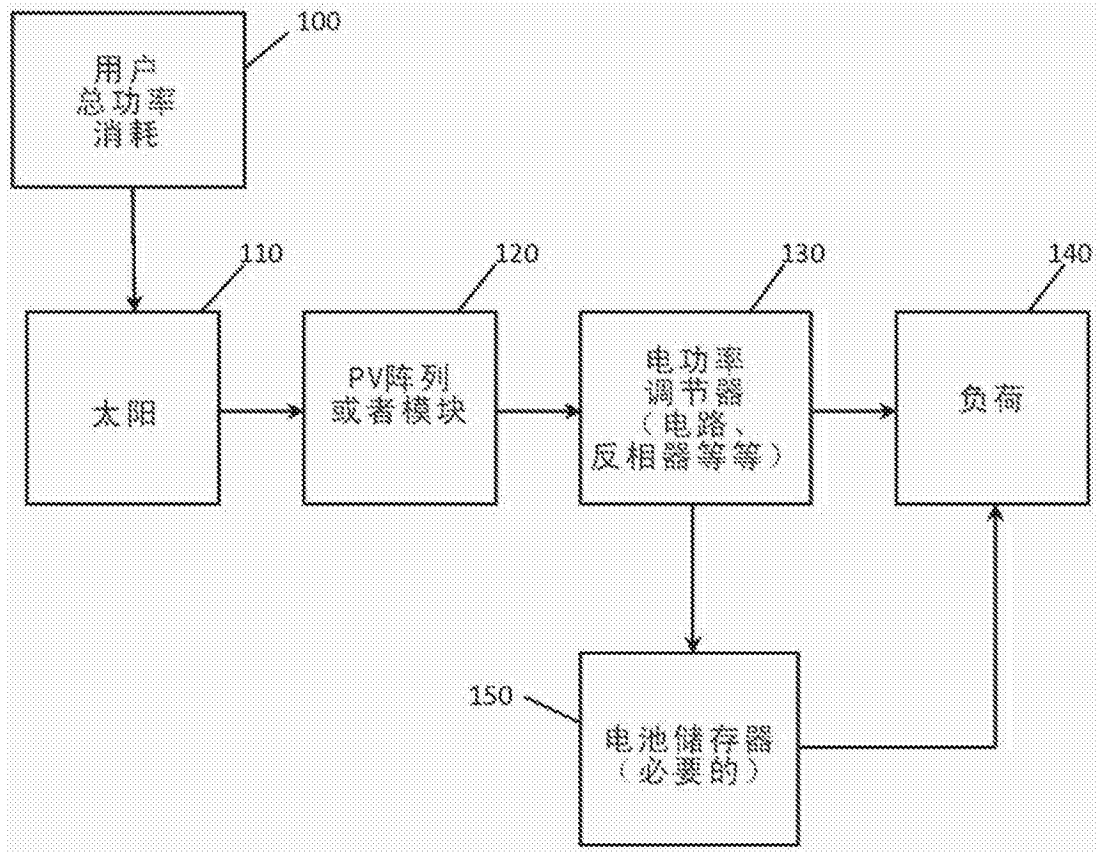 100
用户
总功率
消耗
110
120
130
140
太阳
PV阵列
或者模块
电功率
调节器
（电路、
反相器等等）
负荷
150
电池储存器
（必要的）